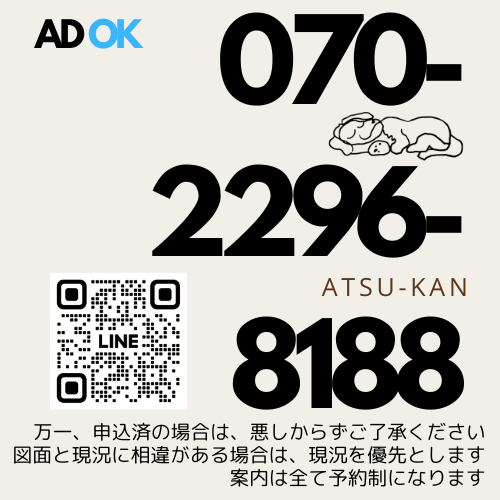 AD OK
070-
2296-
ATSU-KAN
8188
LINE
万一、申込済の場合は、悪しからずご了承ください
図面と現況に相違がある場合は、現況を優先とします
案内は全て予約制になります